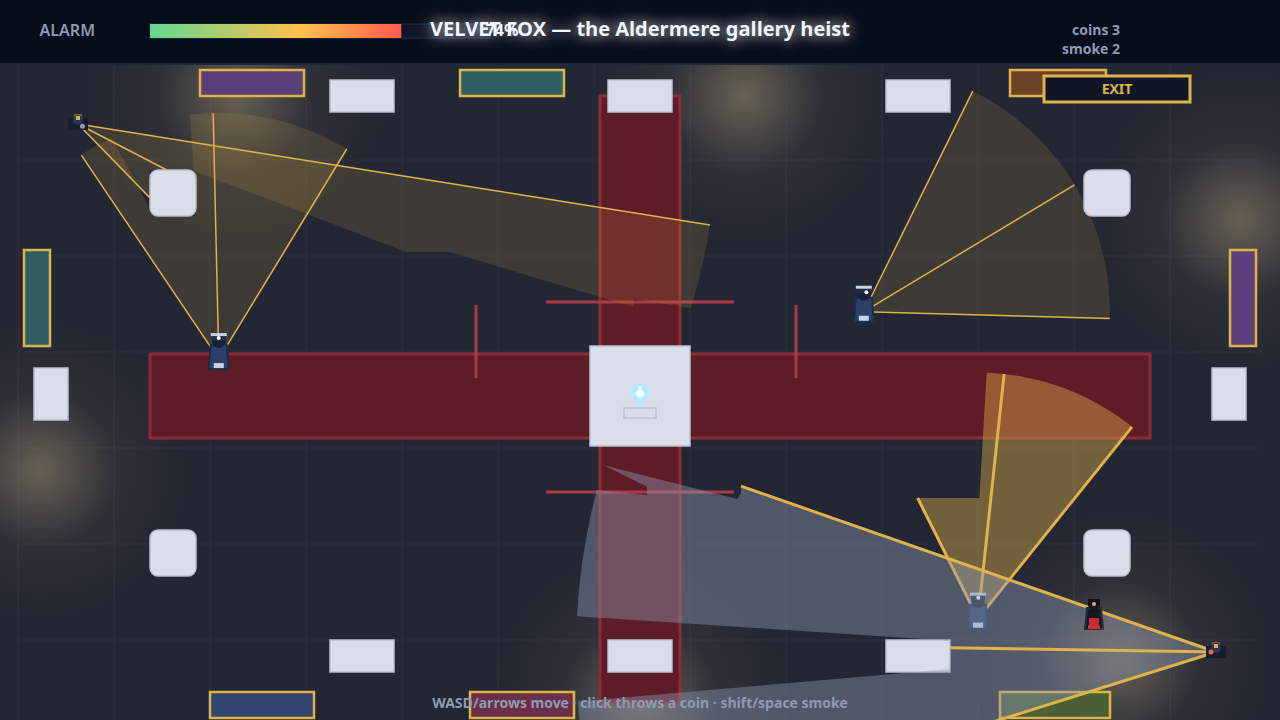 ALARM
74%
VELVET FOX — the Aldermere gallery heist
coins 3
smoke 2
EXIT
WASD/arrows move · click throws a coin · shift/space smoke